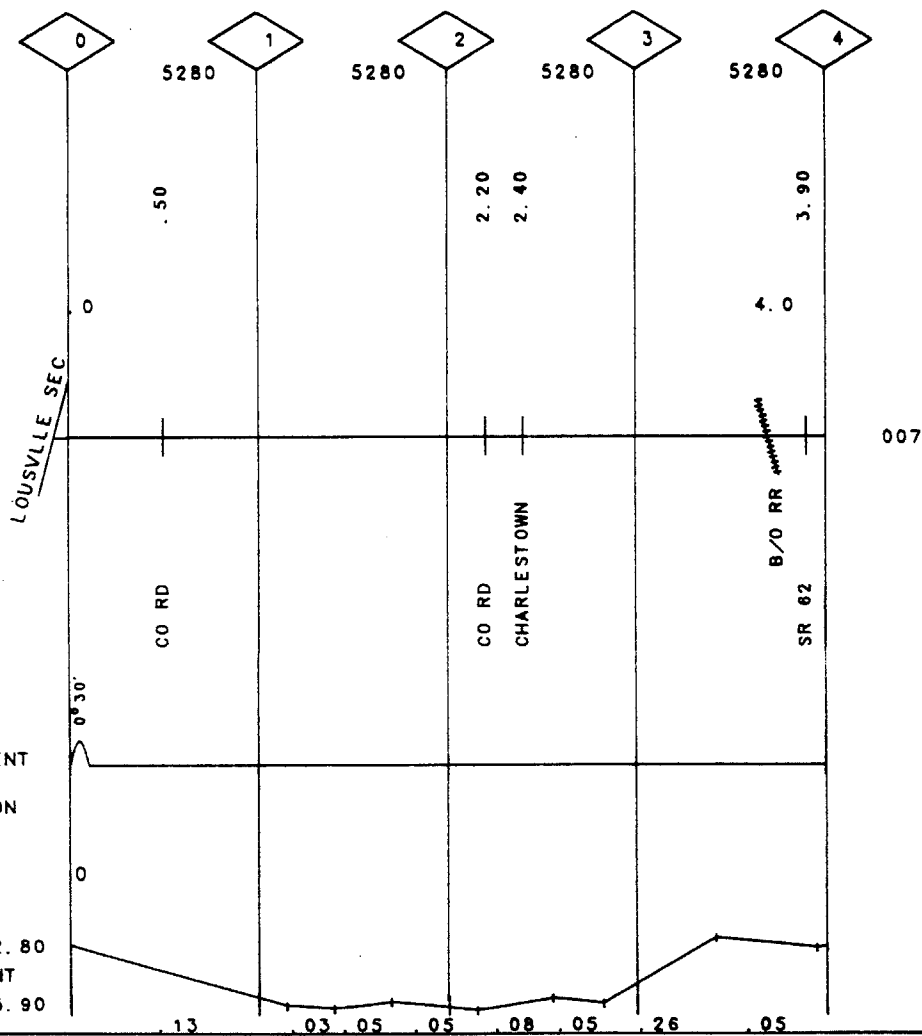 0 1 2 3 4
5280 5280 5280 5280
.50 2.20 2.40 3.90
.0 4.0
LOUSVLLE SEC
007
B/O RR
CO RD CO RD CHARLESTOWN SR 62
0°30'
ENT
ON
0
2.80
NT
6.90
.13 .03 .05 .05 .08 .05 .26 .05